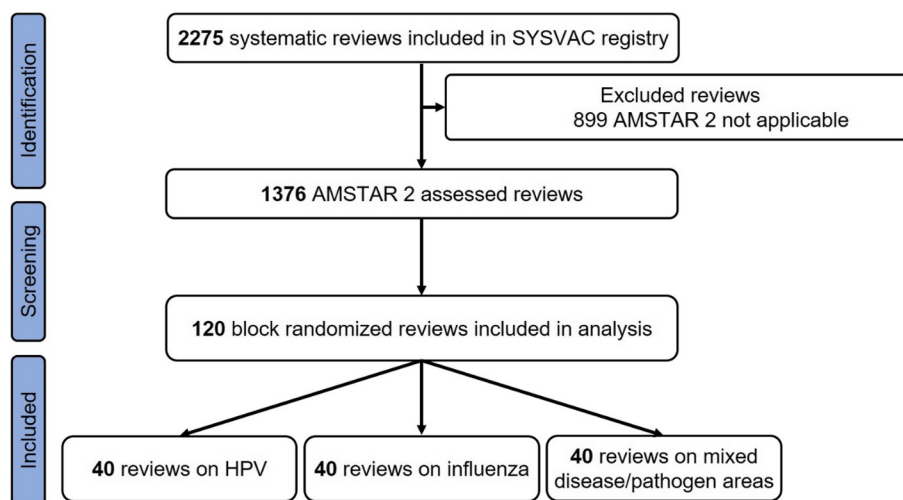 Identification
2275 systematic reviews included in SYSVAC registry
Excluded reviews
899 AMSTAR 2 not applicable
1376 AMSTAR 2 assessed reviews
Screening
120 block randomized reviews included in analysis
Included
40 reviews on HPV
40 reviews on influenza
40 reviews on mixed
disease/pathogen areas